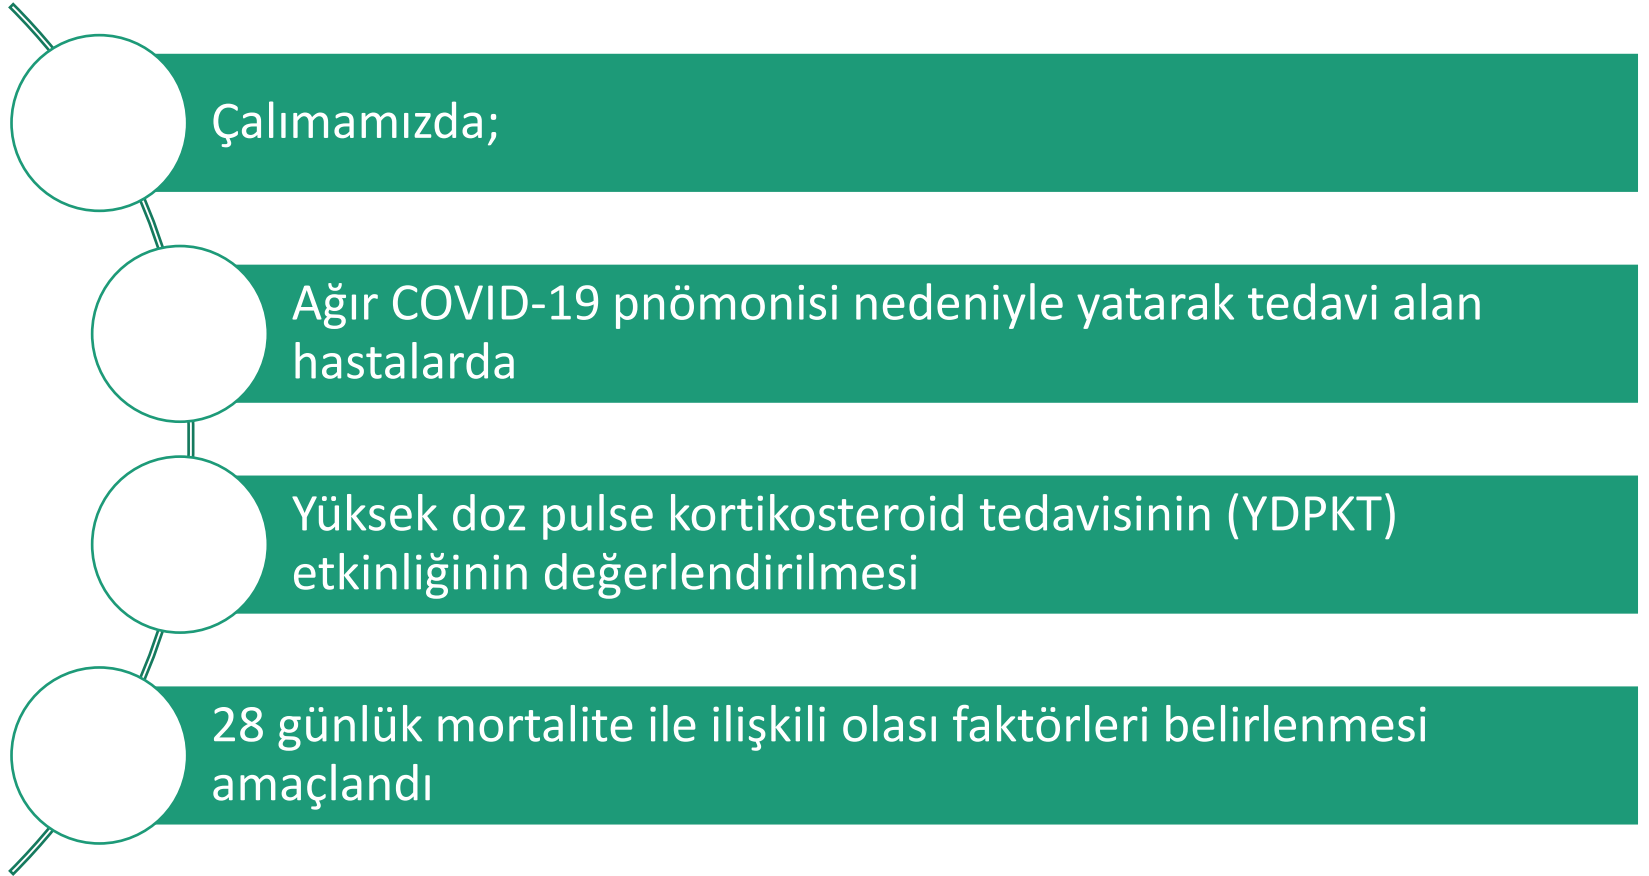 Çalımamızda;
Ağır COVID-19 pnömonisi nedeniyle yatarak tedavi alan
hastalarda
Yüksek doz pulse kortikosteroid tedavisinin (YDPKT)
etkinliğinin değerlendirilmesi
28 günlük mortalite ile ilişkili olası faktörleri belirlenmesi
amaçlandı